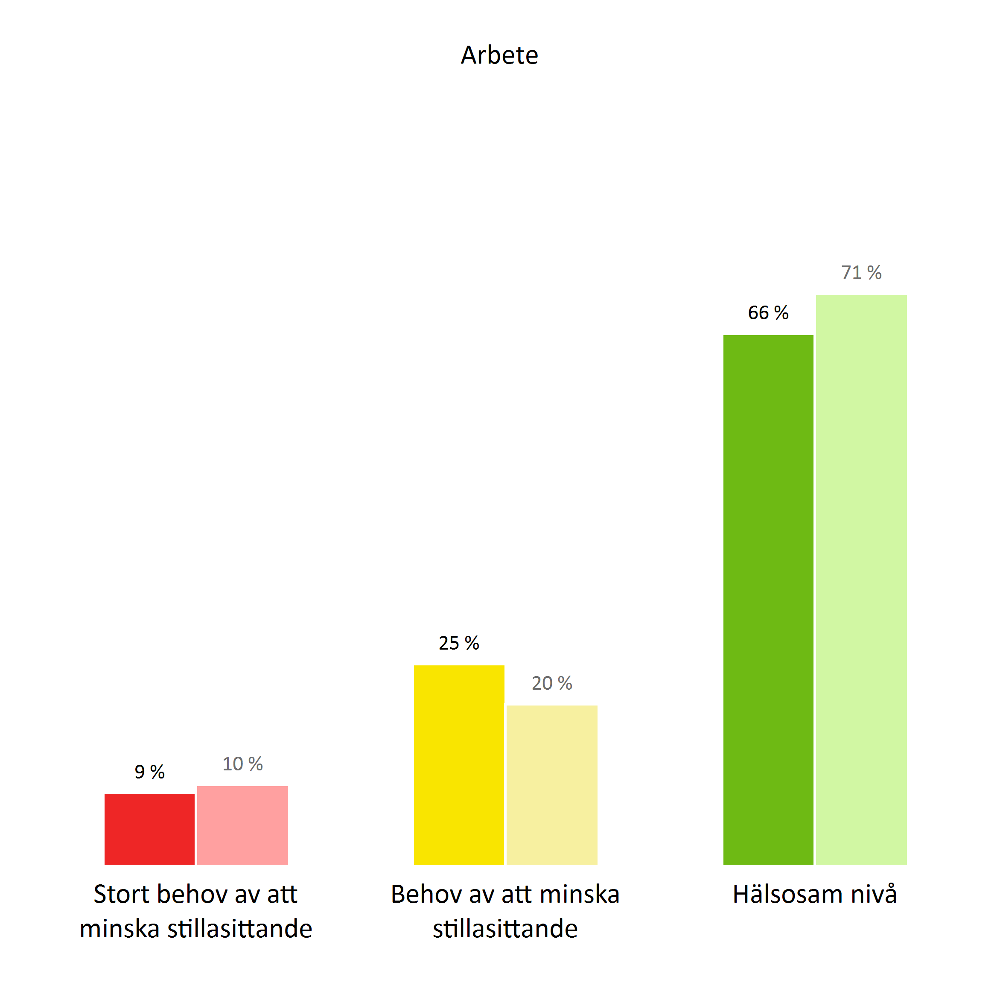 Arbete
71 %
66 %
25 %
20 %
10 %
9 %
Stort behov av att
minska stillasittande
Behov av att minska
stillasittande
Hälsosam nivå